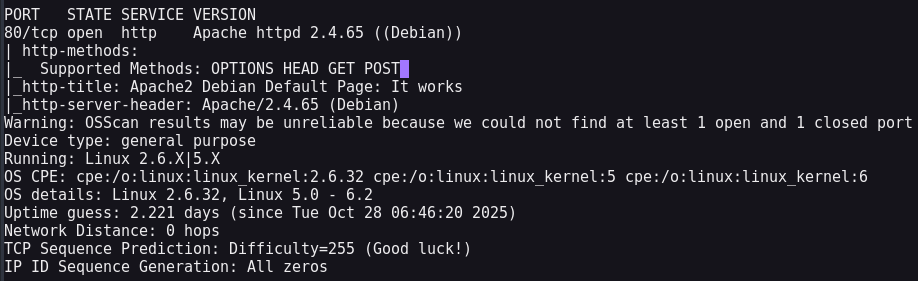 PORT   STATE SERVICE VERSION
80/tcp open  http    Apache httpd 2.4.65 ((Debian))
| http-methods:
|_  Supported Methods: OPTIONS HEAD GET POST
|_http-title: Apache2 Debian Default Page: It works
|_http-server-header: Apache/2.4.65 (Debian)
Warning: OSScan results may be unreliable because we could not find at least 1 open and 1 closed port
Device type: general purpose
Running: Linux 2.6.X|5.X
OS CPE: cpe:/o:linux:linux_kernel:2.6.32 cpe:/o:linux:linux_kernel:5 cpe:/o:linux:linux_kernel:6
OS details: Linux 2.6.32, Linux 5.0 - 6.2
Uptime guess: 2.221 days (since Tue Oct 28 06:46:20 2025)
Network Distance: 0 hops
TCP Sequence Prediction: Difficulty=255 (Good luck!)
IP ID Sequence Generation: All zeros